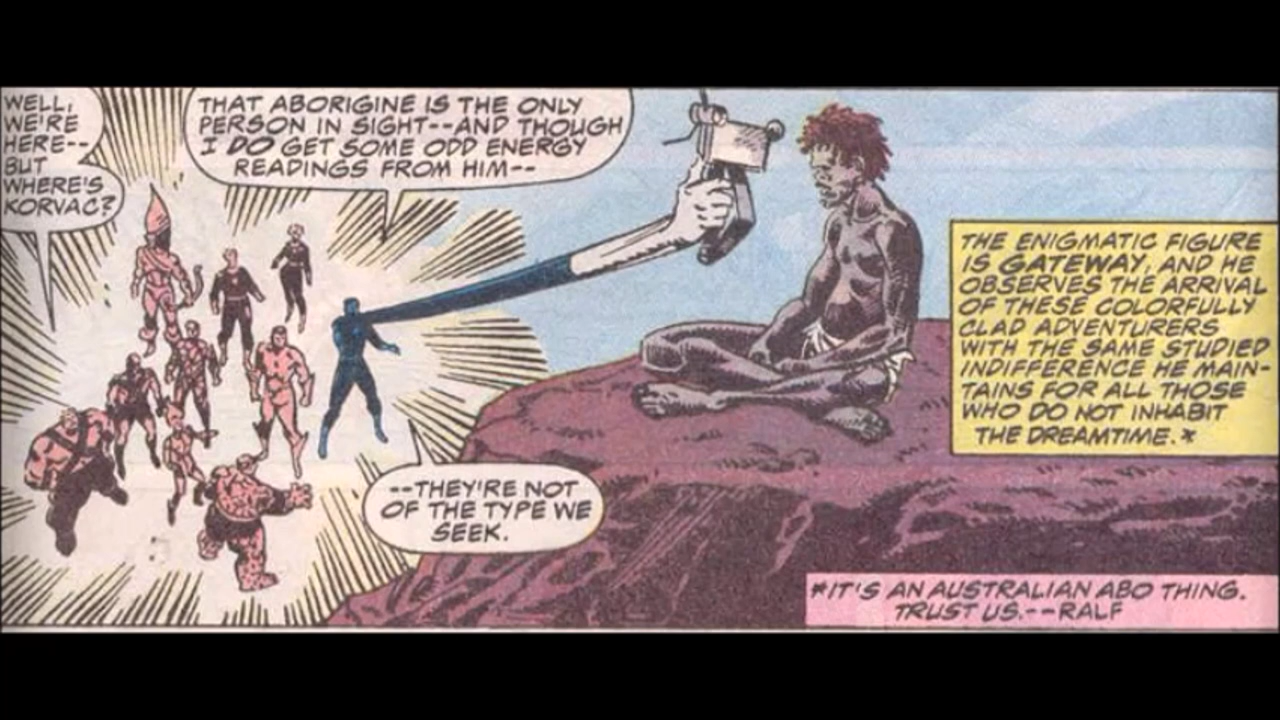 WELL,
WE'RE
HERE--
BUT
WHERE'S
KORVAC?
THAT ABORIGINE IS THE ONLY
PERSON IN SIGHT--AND THOUGH
I DO GET SOME ODD ENERGY
READINGS FROM HIM--
--THEY'RE NOT
OF THE TYPE WE
SEEK.
THE ENIGMATIC FIGURE
IS GATEWAY, AND HE
OBSERVES THE ARRIVAL
OF THESE COLORFULLY
CLAD ADVENTURERS
WITH THE SAME STUDIED
INDIFFERENCE HE MAIN-
TAINS FOR ALL THOSE
WHO DO NOT INHABIT
THE DREAMTIME.*
*IT'S AN AUSTRALIAN ABO THING.
TRUST US.--RALF